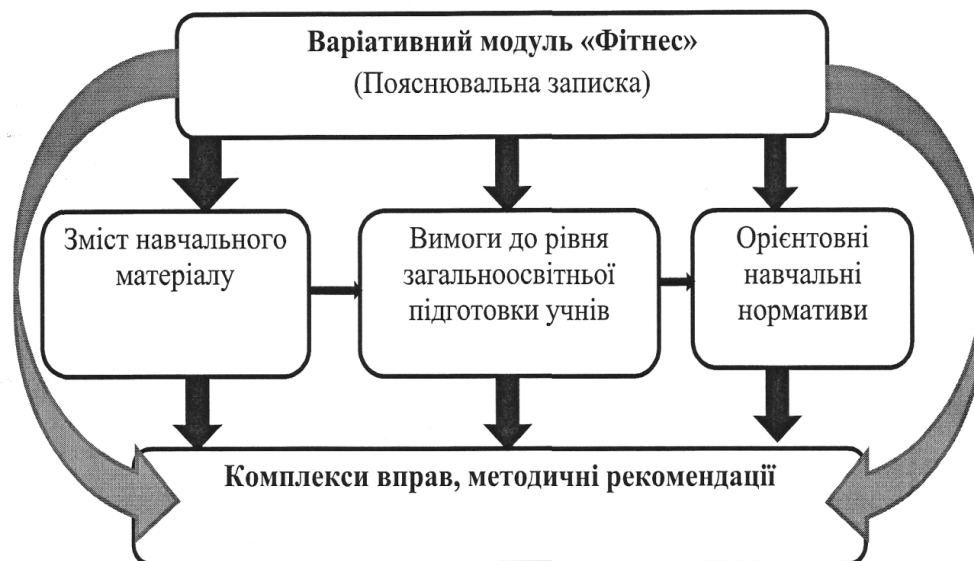 Варіативний модуль «Фітнес»
(Пояснювальна записка)
Зміст навчального
матеріалу
Вимоги до рівня
загальноосвітньої
підготовки учнів
Орієнтовні
навчальні
нормативи
Комплекси вправ, методичні рекомендації